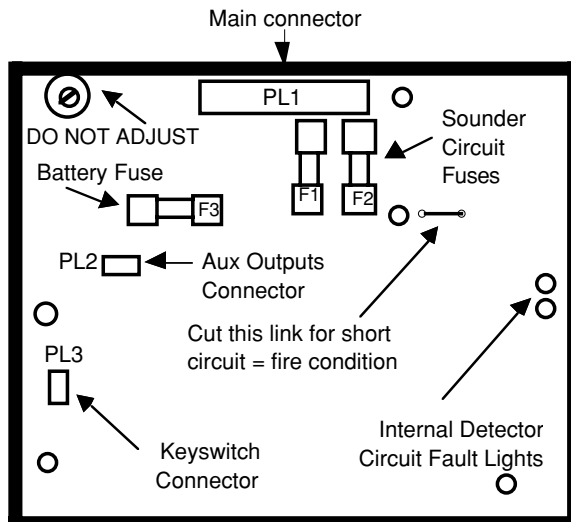 Main connector
PL1
DO NOT ADJUST
Sounder
Circuit
Fuses
Battery Fuse
F1
F2
F3
PL2
Aux Outputs
Connector
Cut this link for short
circuit = fire condition
PL3
Keyswitch
Connector
Internal Detector
Circuit Fault Lights